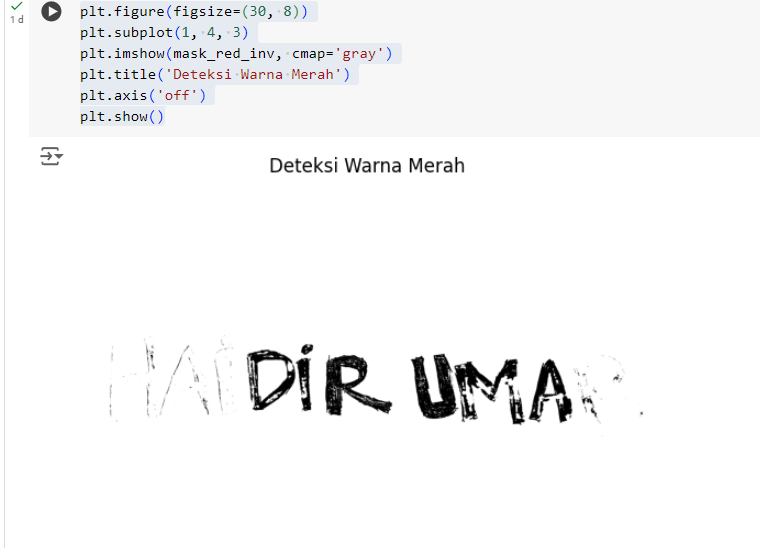 1 d
plt.figure(figsize=(30, 8))
plt.subplot(1, 4, 3)
plt.imshow(mask_red_inv, cmap='gray')
plt.title('Deteksi Warna Merah')
plt.axis('off')
plt.show()
Deteksi Warna Merah
HAIDIR UMAR.